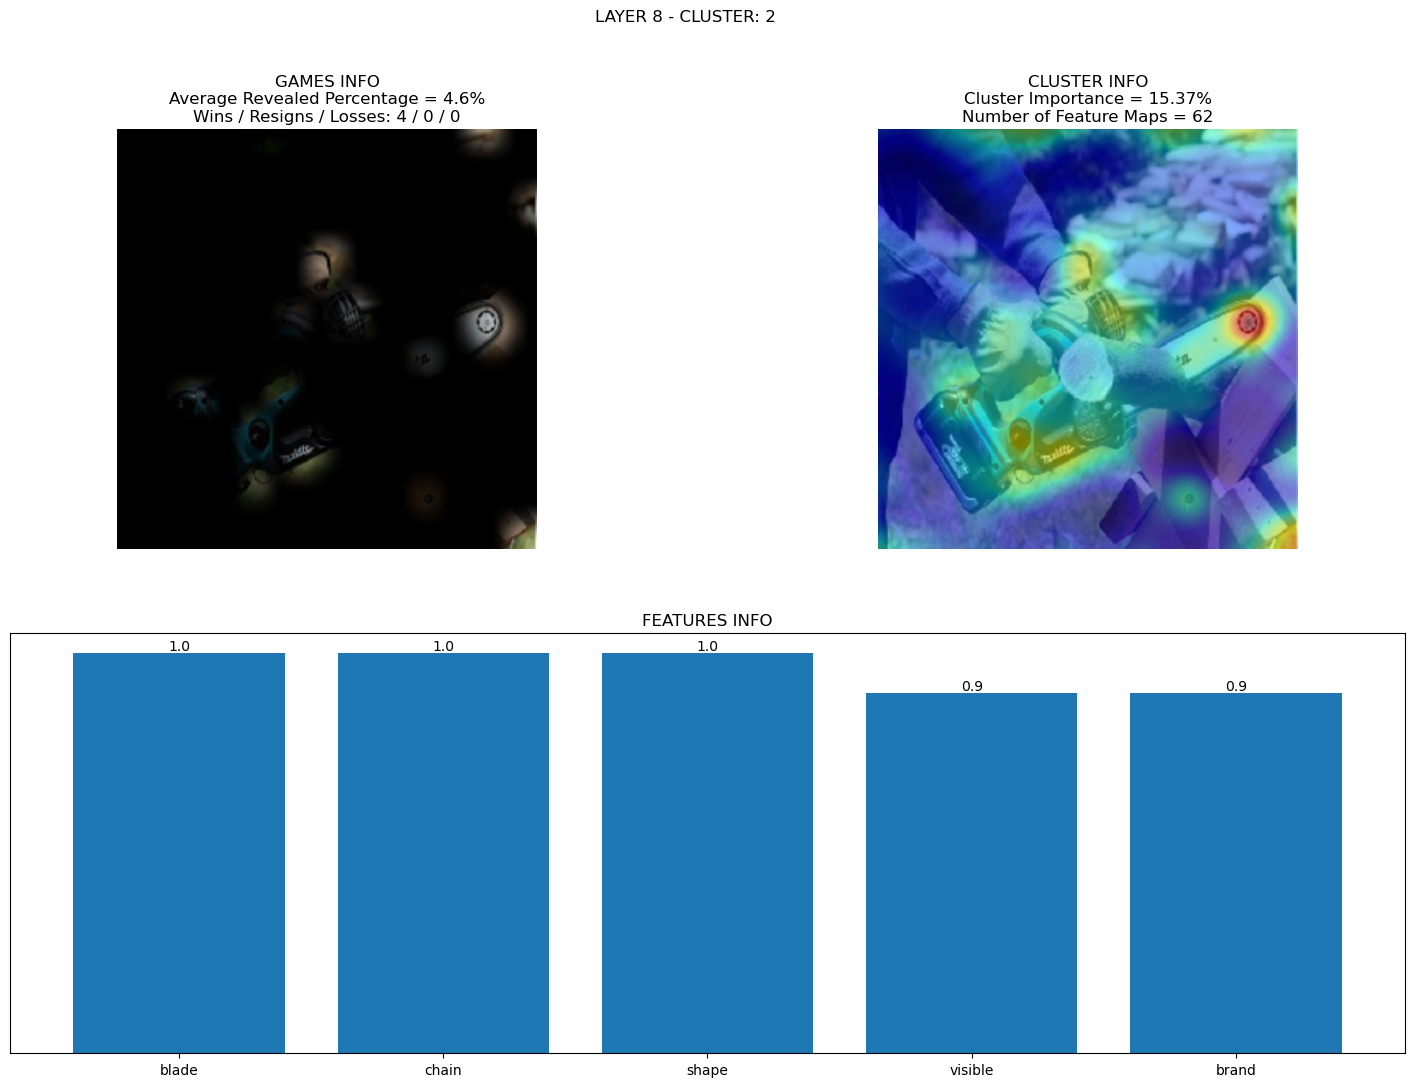 LAYER 8 - CLUSTER: 2
GAMES INFO
Average Revealed Percentage = 4.6%
Wins / Resigns / Losses: 4 / 0 / 0
CLUSTER INFO
Cluster Importance = 15.37%
Number of Feature Maps = 62
FEATURES INFO
1.0
1.0
1.0
0.9
0.9
blade
chain
shape
visible
brand